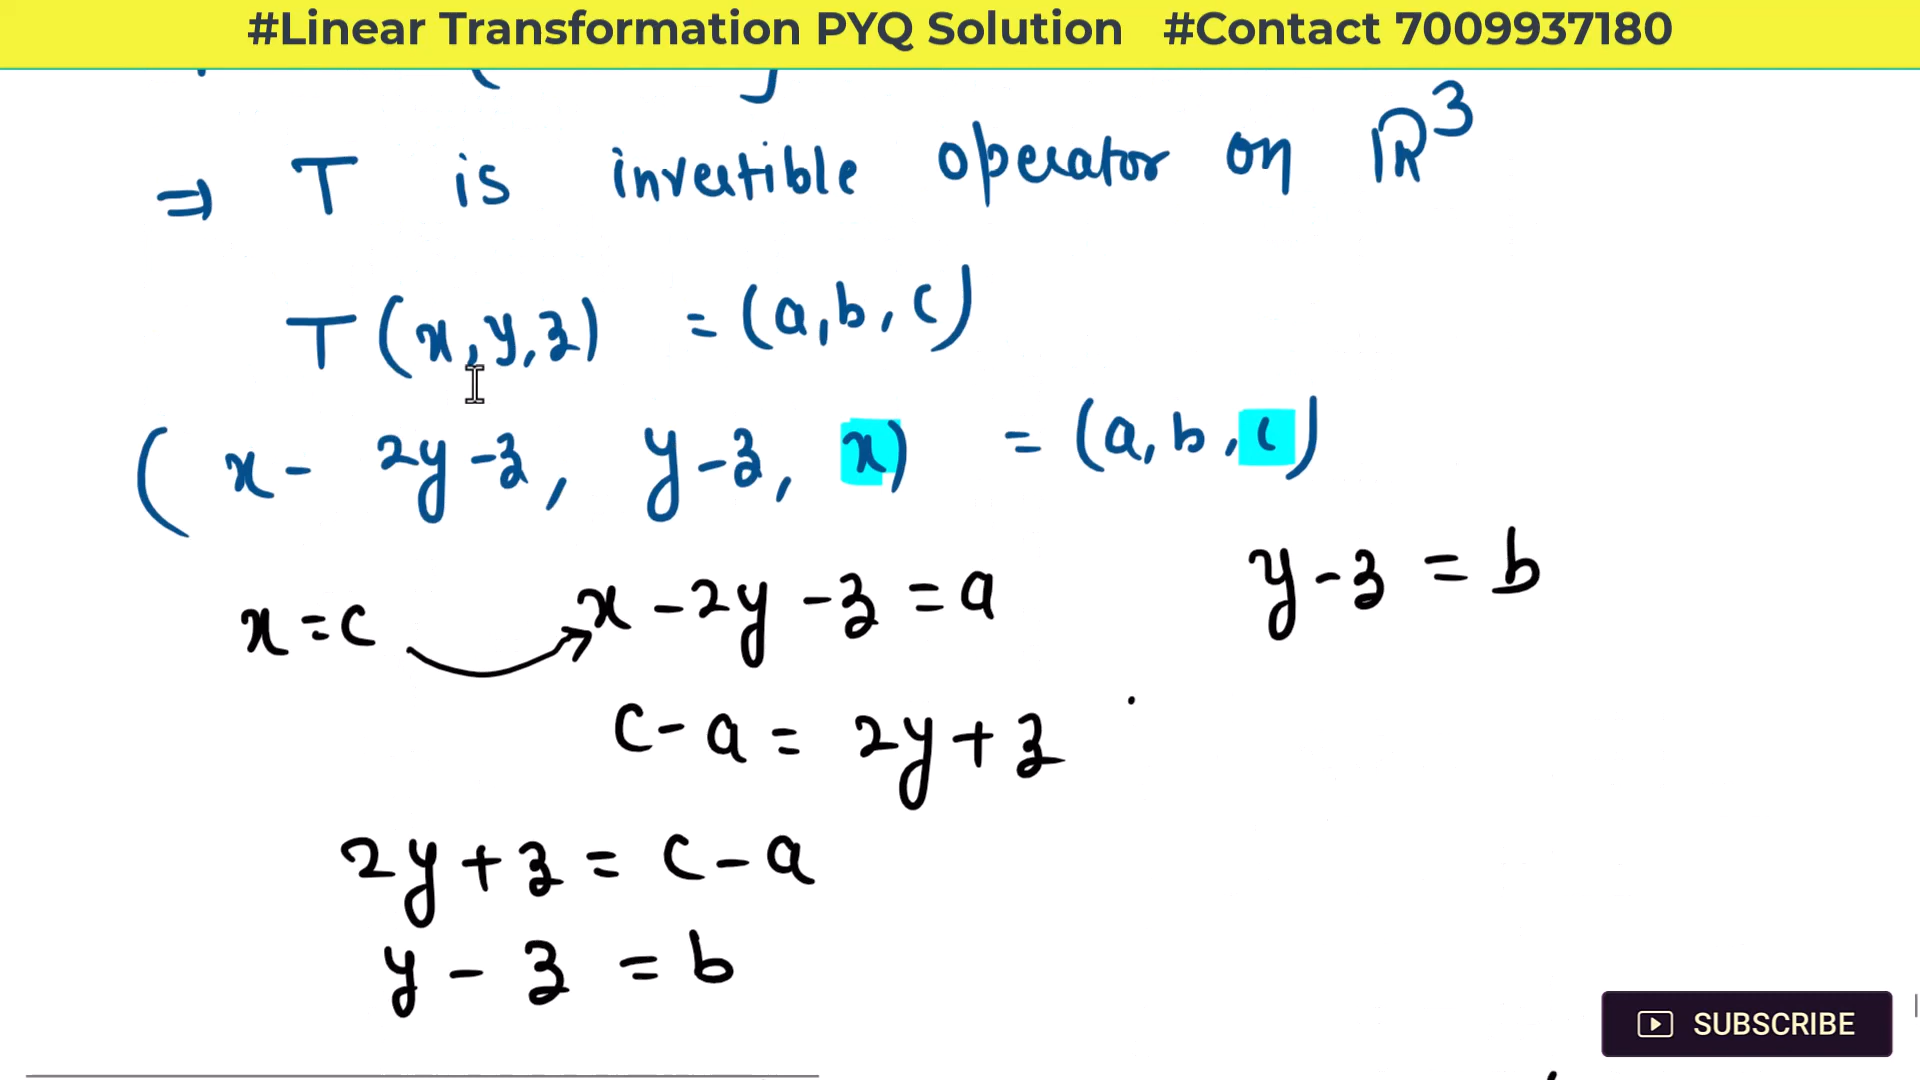 #Linear Transformation PYQ Solution #Contact 7009937180
⇒ T is invertible operator on ℝ³
T(x,y,z) = (a,b,c)
(x - 2y - z, y - z, x) = (a,b,c)
x = c x - 2y - z = a y - z = b
c - a = 2y + z
2y + z = c - a
y - z = b
SUBSCRIBE